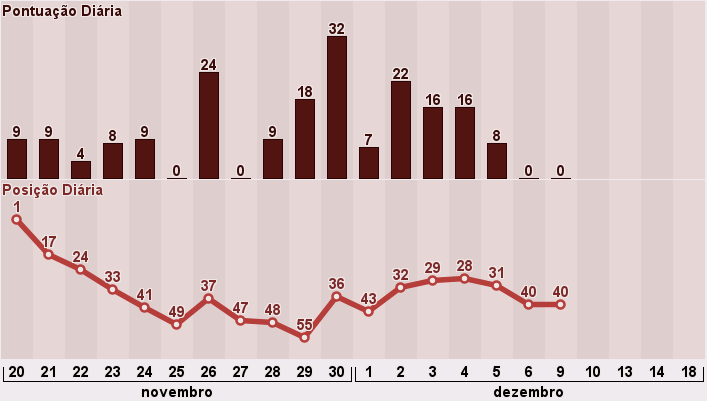 Pontuação Diária
9 9 4 8 9 0 24 0 9 18 32 7 22 16 16 8 0 0
Posição Diária
1 17 24 33 41 49 37 47 48 55 36 43 32 29 28 31 40 40
20 21 22 23 24 25 26 27 28 29 30 1 2 3 4 5 6 9 10 13 14 18
novembro dezembro